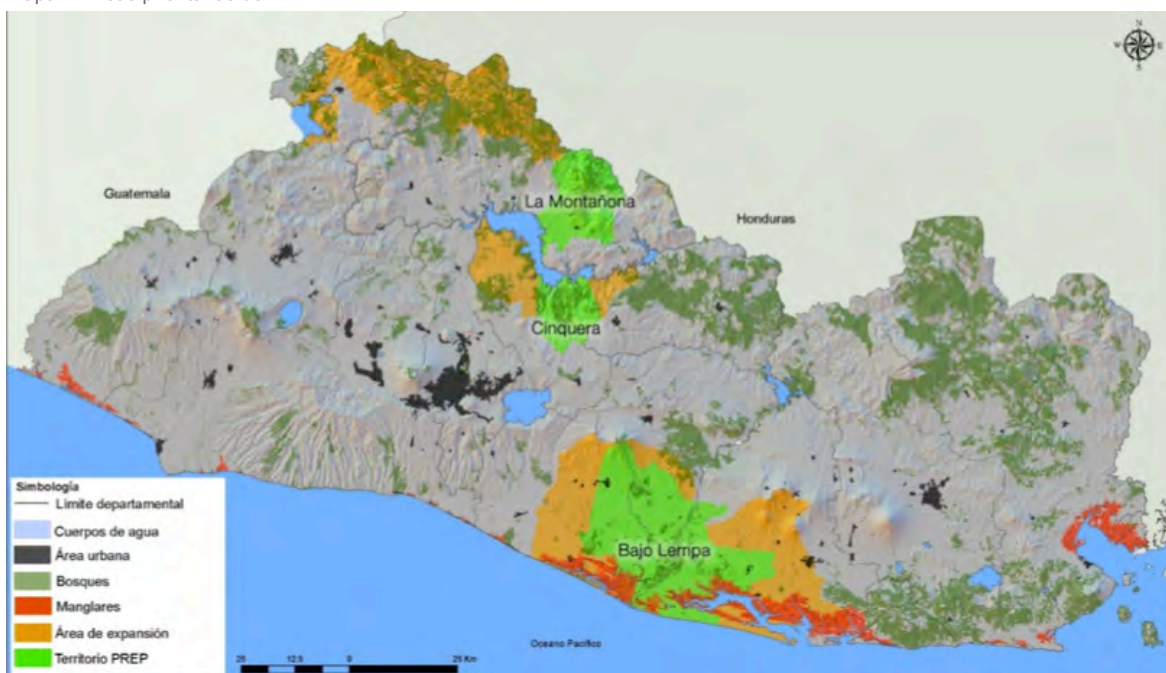 N
W E
S
Guatemala
La Montañona
Honduras
Cinquera
Bajo Lempa
Simbología
Límite departamental
Cuerpos de agua
Área urbana
Bosques
Manglares
Área de expansión
Territorio PREP
Oceano Pacífico
25 12.5 0 25 Km